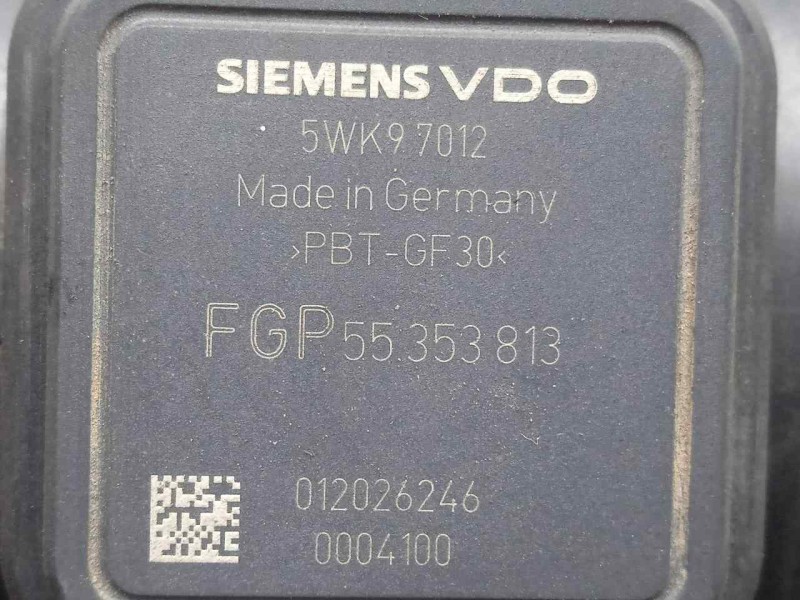 SIEMENS VDO
5WK9 7012
Made in Germany
>PBT-GF30<
FGP 55 353 813
012026246
0004100